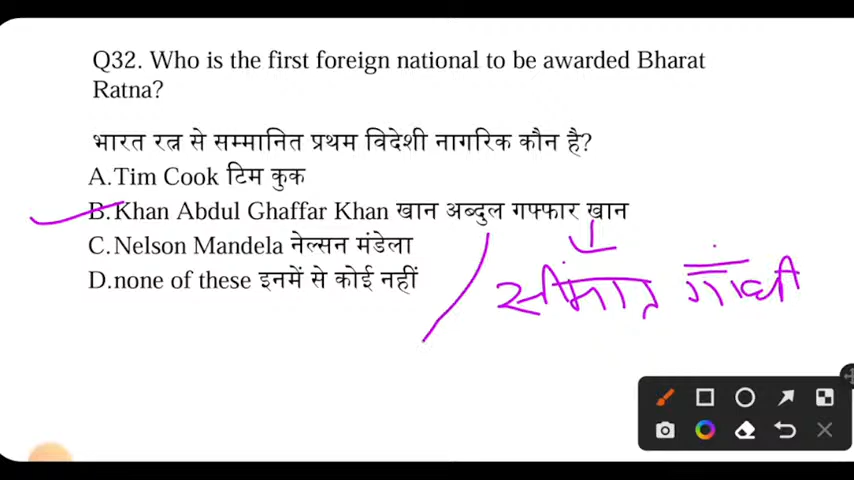 Q32. Who is the first foreign national to be awarded Bharat
Ratna?
भारत रत्न से सम्मानित प्रथम विदेशी नागरिक कौन है?
A.Tim Cook टिम कुक
B.Khan Abdul Ghaffar Khan खान अब्दुल गफ्फार खान
C.Nelson Mandela नेल्सन मंडेला
D.none of these इनमें से कोई नहीं
सीमांत गांधी